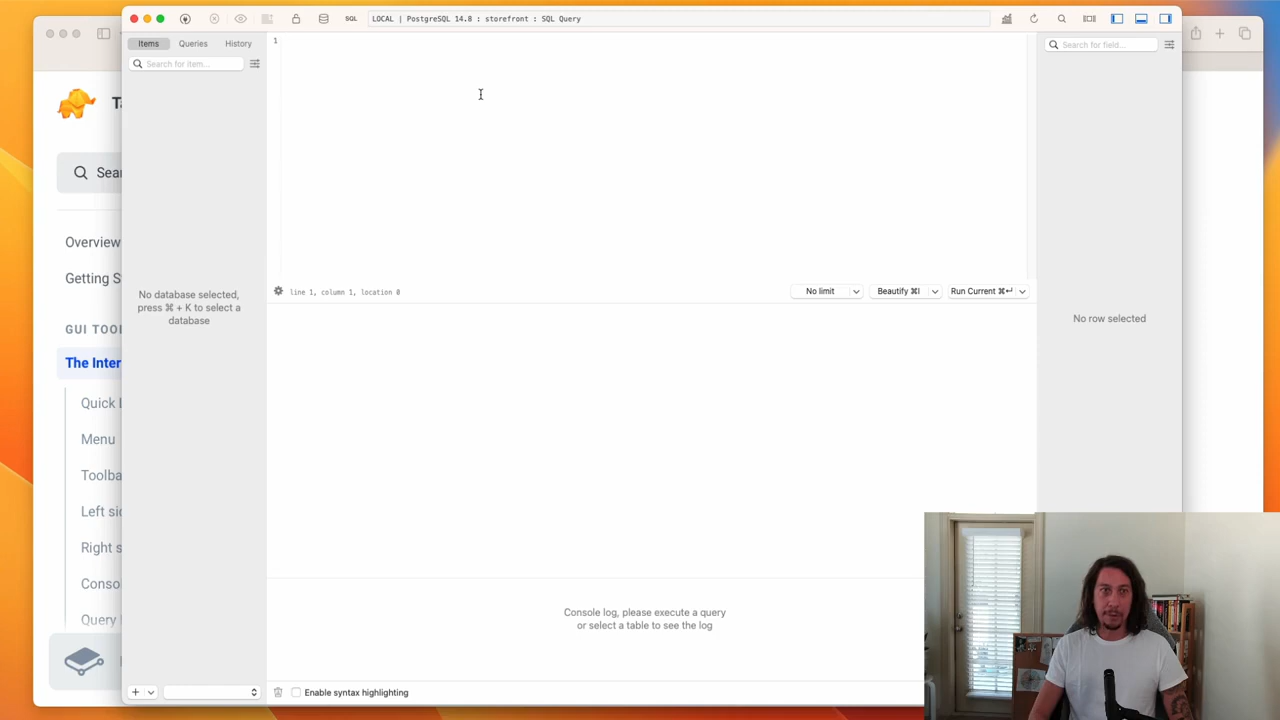 SQL
LOCAL | PostgreSQL 14.8 : storefront : SQL Query
Items
Queries
History
Search for item...
1
Search for field...
Sear
Overview
Getting S
GUI TOO
The Inter
Quick
Menu
Toolba
Left si
Right s
Conso
Query
No database selected,
press ⌘ + K to select a
database
line 1, column 1, location 0
No limit
Beautify ⌘I
Run Current ⌘↵
No row selected
Console log, please execute a query
or select a table to see the log
Enable syntax highlighting